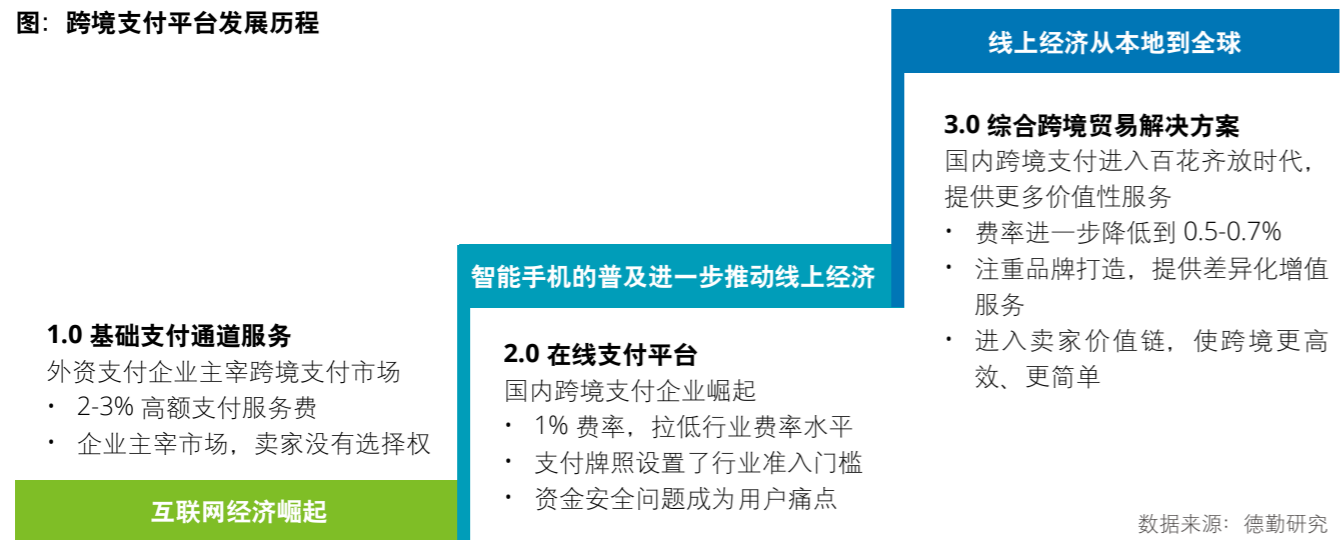 图：跨境支付平台发展历程
线上经济从本地到全球
3.0 综合跨境贸易解决方案
国内跨境支付进入百花齐放时代，
提供更多价值性服务
• 费率进一步降低到 0.5-0.7%
• 注重品牌打造，提供差异化增值
服务
• 进入卖家价值链，使跨境更高
效、更简单
智能手机的普及进一步推动线上经济
2.0 在线支付平台
国内跨境支付企业崛起
• 1% 费率，拉低行业费率水平
• 支付牌照设置了行业准入门槛
• 资金安全问题成为用户痛点
1.0 基础支付通道服务
外资支付企业主宰跨境支付市场
• 2-3% 高额支付服务费
• 企业主宰市场，卖家没有选择权
互联网经济崛起
数据来源：德勤研究